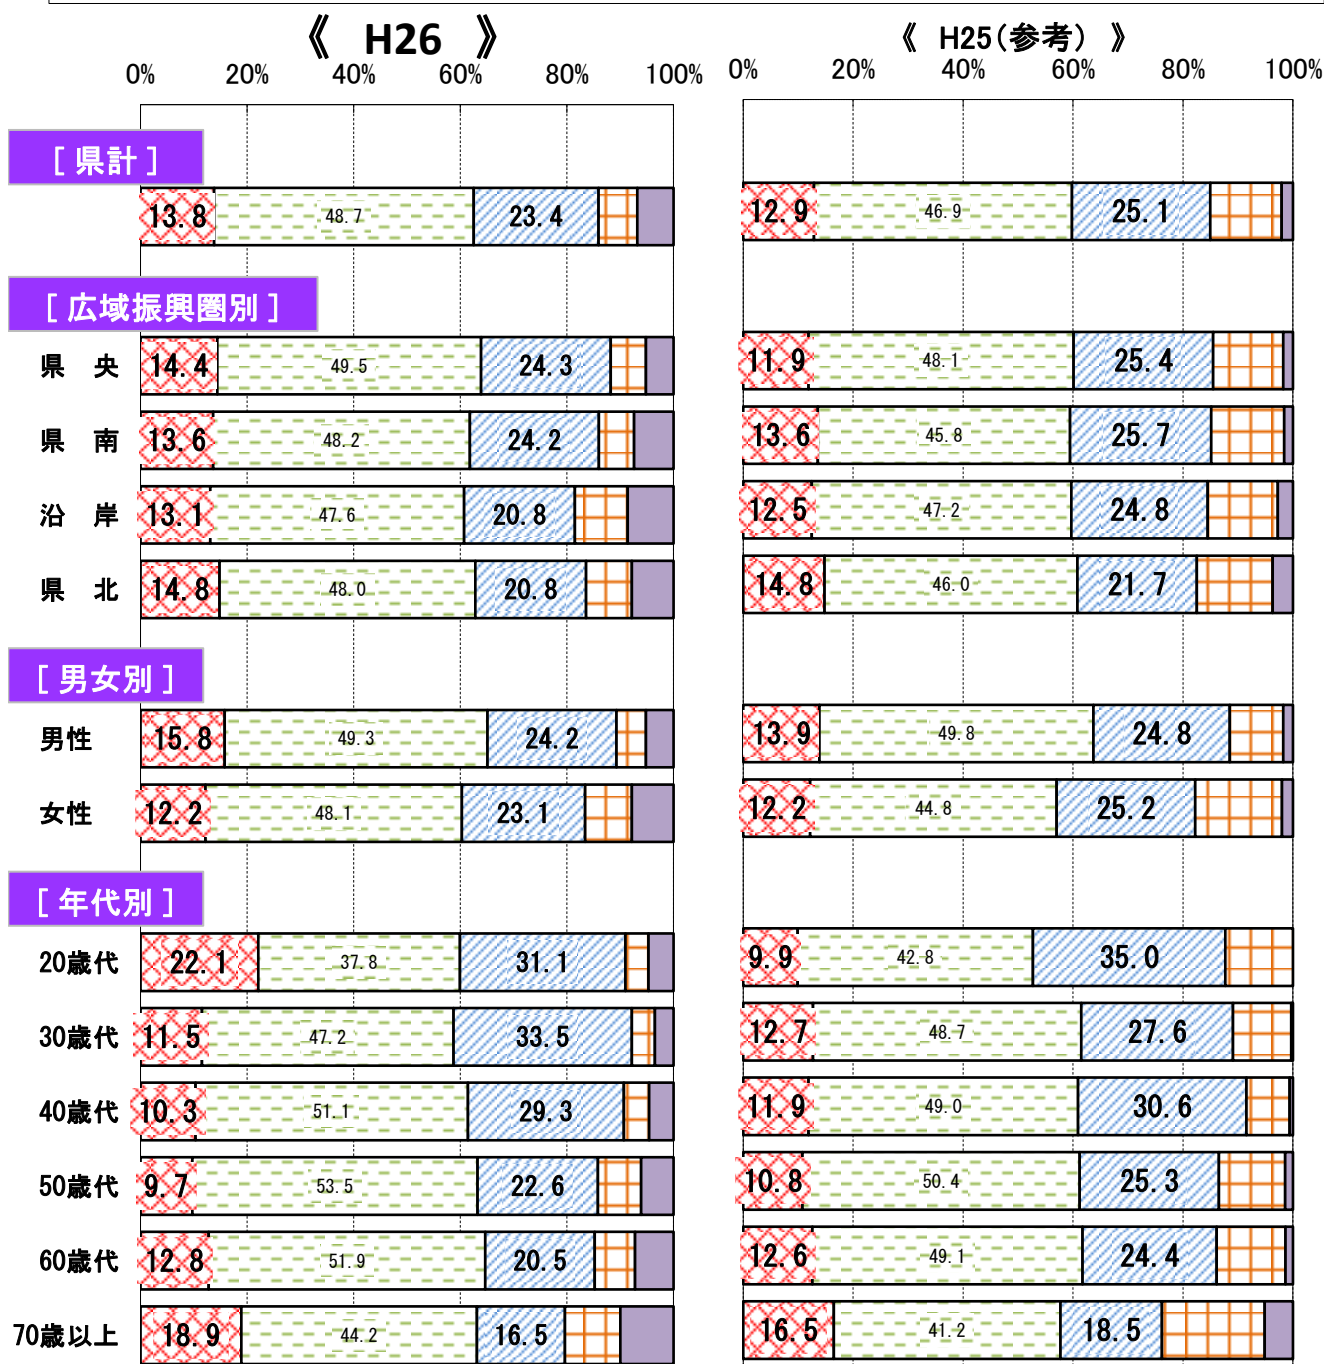 《 H26 》
《 H25(参考) 》
0% 20% 40% 60% 80% 100%
0% 20% 40% 60% 80% 100%
[ 県計 ]
13.8 48.7 23.4
12.9 46.9 25.1
[ 広域振興圏別 ]
県 央 14.4 49.5 24.3
11.9 48.1 25.4
県 南 13.6 48.2 24.2
13.6 45.8 25.7
沿 岸 13.1 47.6 20.8
12.5 47.2 24.8
県 北 14.8 48.0 20.8
14.8 46.0 21.7
[ 男女別 ]
男性 15.8 49.3 24.2
13.9 49.8 24.8
女性 12.2 48.1 23.1
12.2 44.8 25.2
[ 年代別 ]
20歳代 22.1 37.8 31.1
9.9 42.8 35.0
30歳代 11.5 47.2 33.5
12.7 48.7 27.6
40歳代 10.3 51.1 29.3
11.9 49.0 30.6
50歳代 9.7 53.5 22.6
10.8 50.4 25.3
60歳代 12.8 51.9 20.5
12.6 49.1 24.4
70歳以上 18.9 44.2 16.5
16.5 41.2 18.5